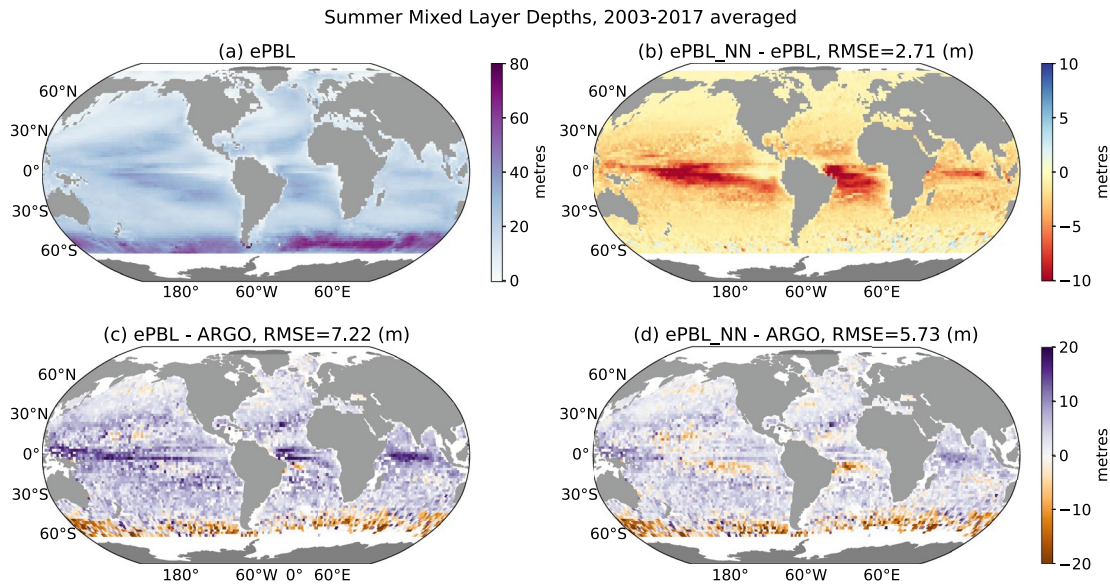 Summer Mixed Layer Depths, 2003-2017 averaged
(a) ePBL
60°N
30°N
0°
30°S
60°S
180°
60°W
60°E
80
60
40
20
0
metres
(b) ePBL_NN - ePBL, RMSE=2.71 (m)
60°N
30°N
0°
30°S
60°S
180°
60°W
60°E
10
5
0
−5
−10
metres
(c) ePBL - ARGO, RMSE=7.22 (m)
60°N
30°N
0°
30°S
60°S
180°
60°W
0°
60°E
(d) ePBL_NN - ARGO, RMSE=5.73 (m)
60°N
30°N
0°
30°S
60°S
180°
60°W
60°E
20
10
0
−10
−20
metres